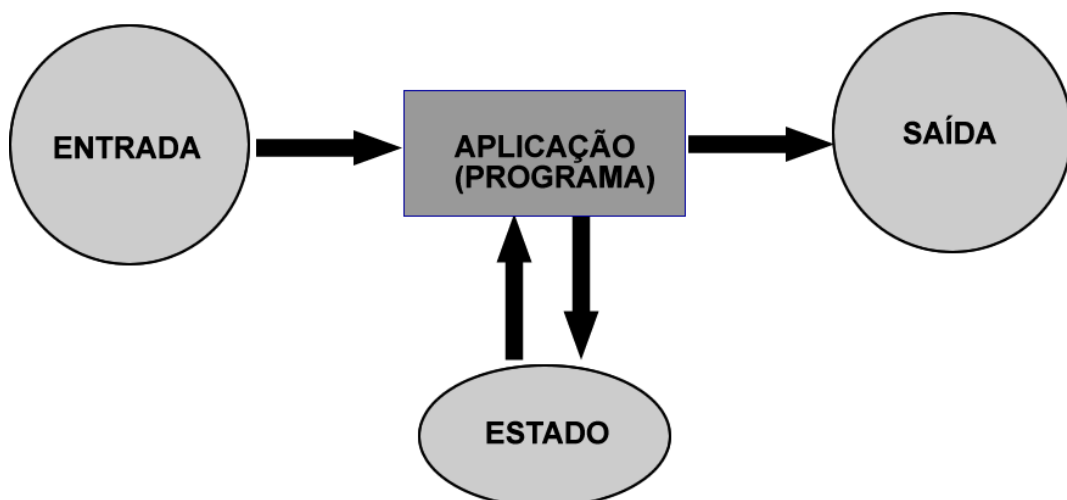 ENTRADA
APLICAÇÃO
(PROGRAMA)
SAÍDA
ESTADO